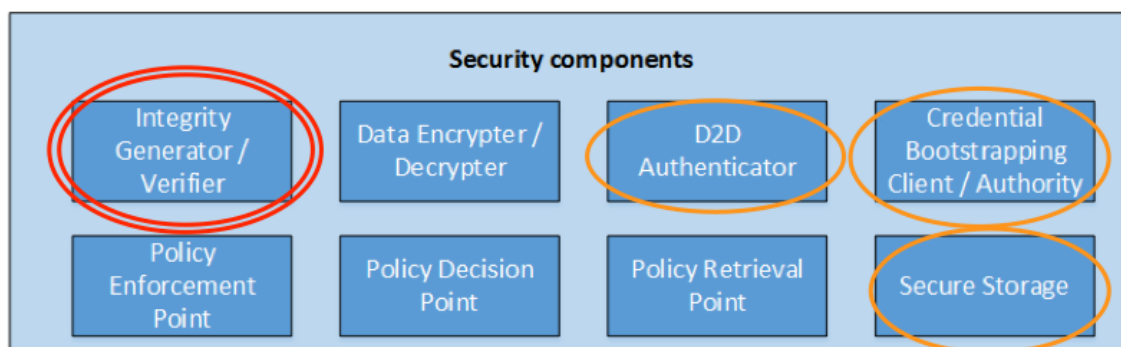 Security components
Integrity
Generator /
Verifier
Data Encrypter /
Decrypter
D2D
Authenticator
Credential
Bootstrapping
Client / Authority
Policy
Enforcement
Point
Policy Decision
Point
Policy Retrieval
Point
Secure Storage